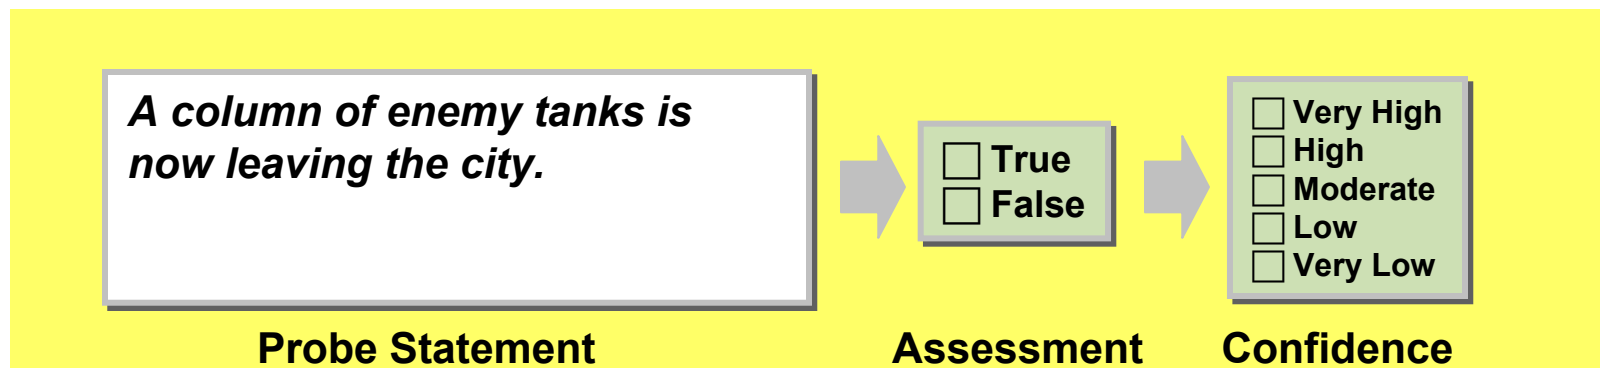 A column of enemy tanks is
now leaving the city.
True
False
Very High
High
Moderate
Low
Very Low
Probe Statement
Assessment
Confidence